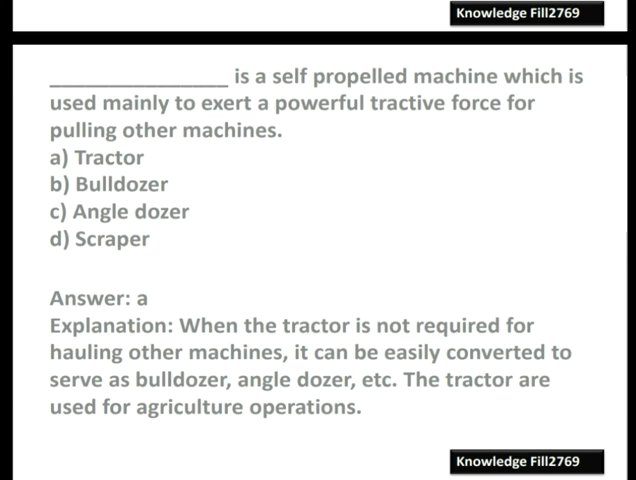 Knowledge Fill2769
________________ is a self propelled machine which is
used mainly to exert a powerful tractive force for
pulling other machines.
a) Tractor
b) Bulldozer
c) Angle dozer
d) Scraper
Answer: a
Explanation: When the tractor is not required for
hauling other machines, it can be easily converted to
serve as bulldozer, angle dozer, etc. The tractor are
used for agriculture operations.
Knowledge Fill2769